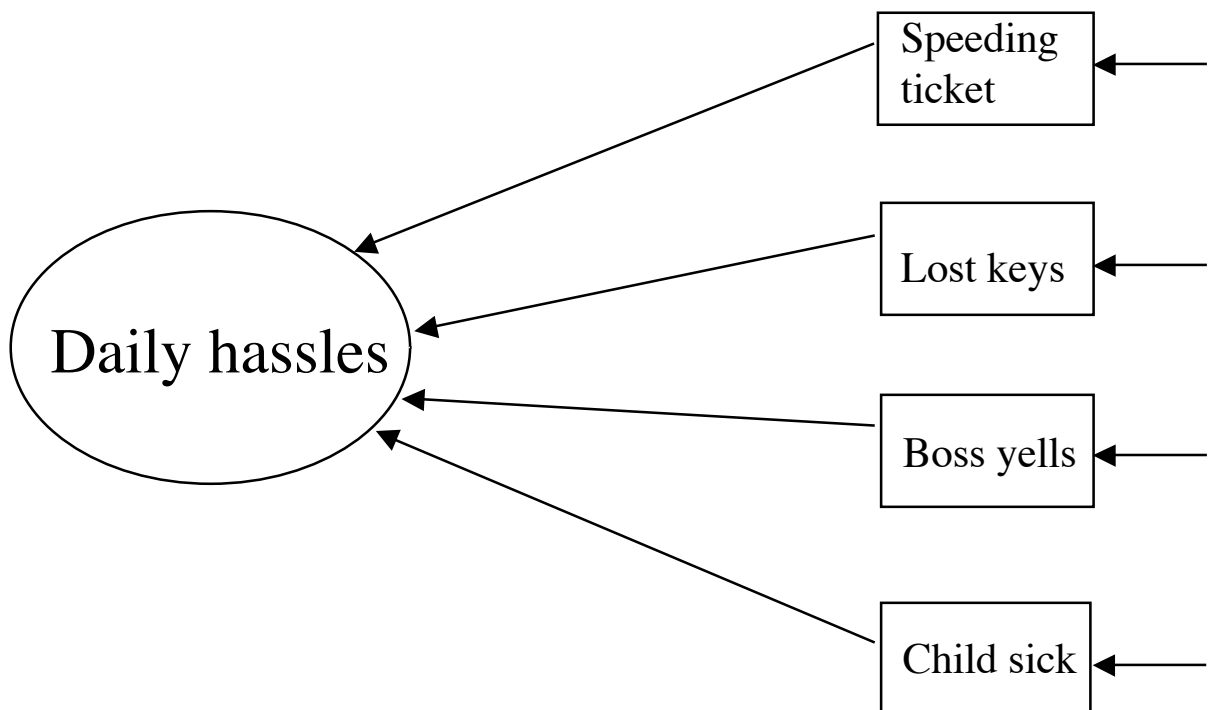 Speeding
ticket
Lost keys
Daily hassles
Boss yells
Child sick